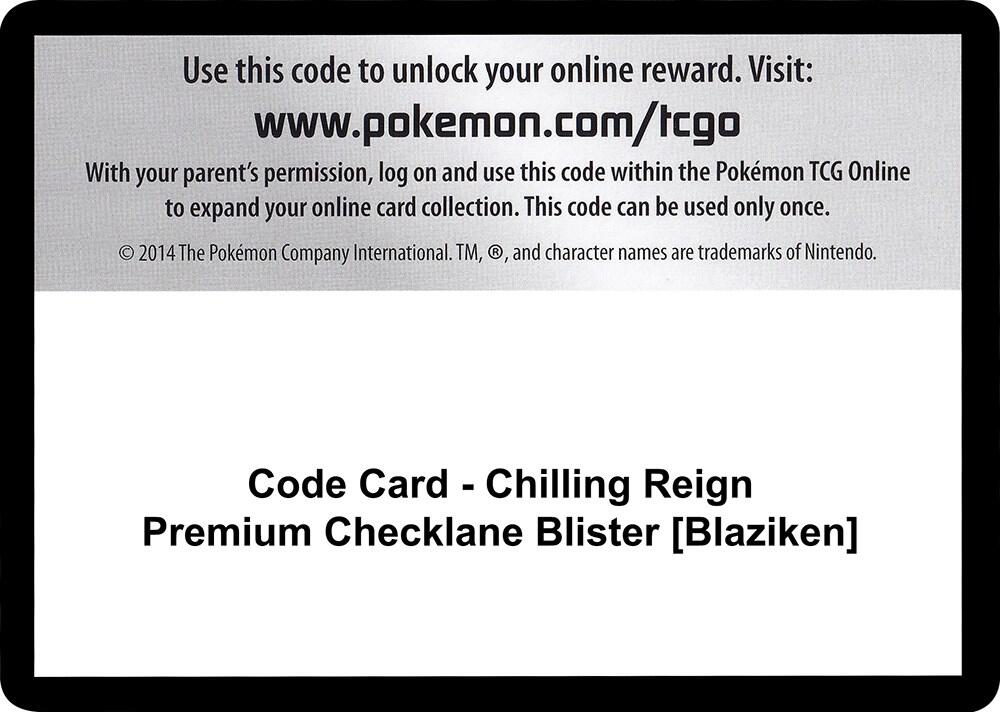 Use this code to unlock your online reward. Visit:
www.pokemon.com/tcgo
With your parent's permission, log on and use this code within the Pokémon TCG Online
to expand your online card collection. This code can be used only once.
© 2014 The Pokémon Company International. TM, ®, and character names are trademarks of Nintendo.
Code Card - Chilling Reign
Premium Checklane Blister [Blaziken]